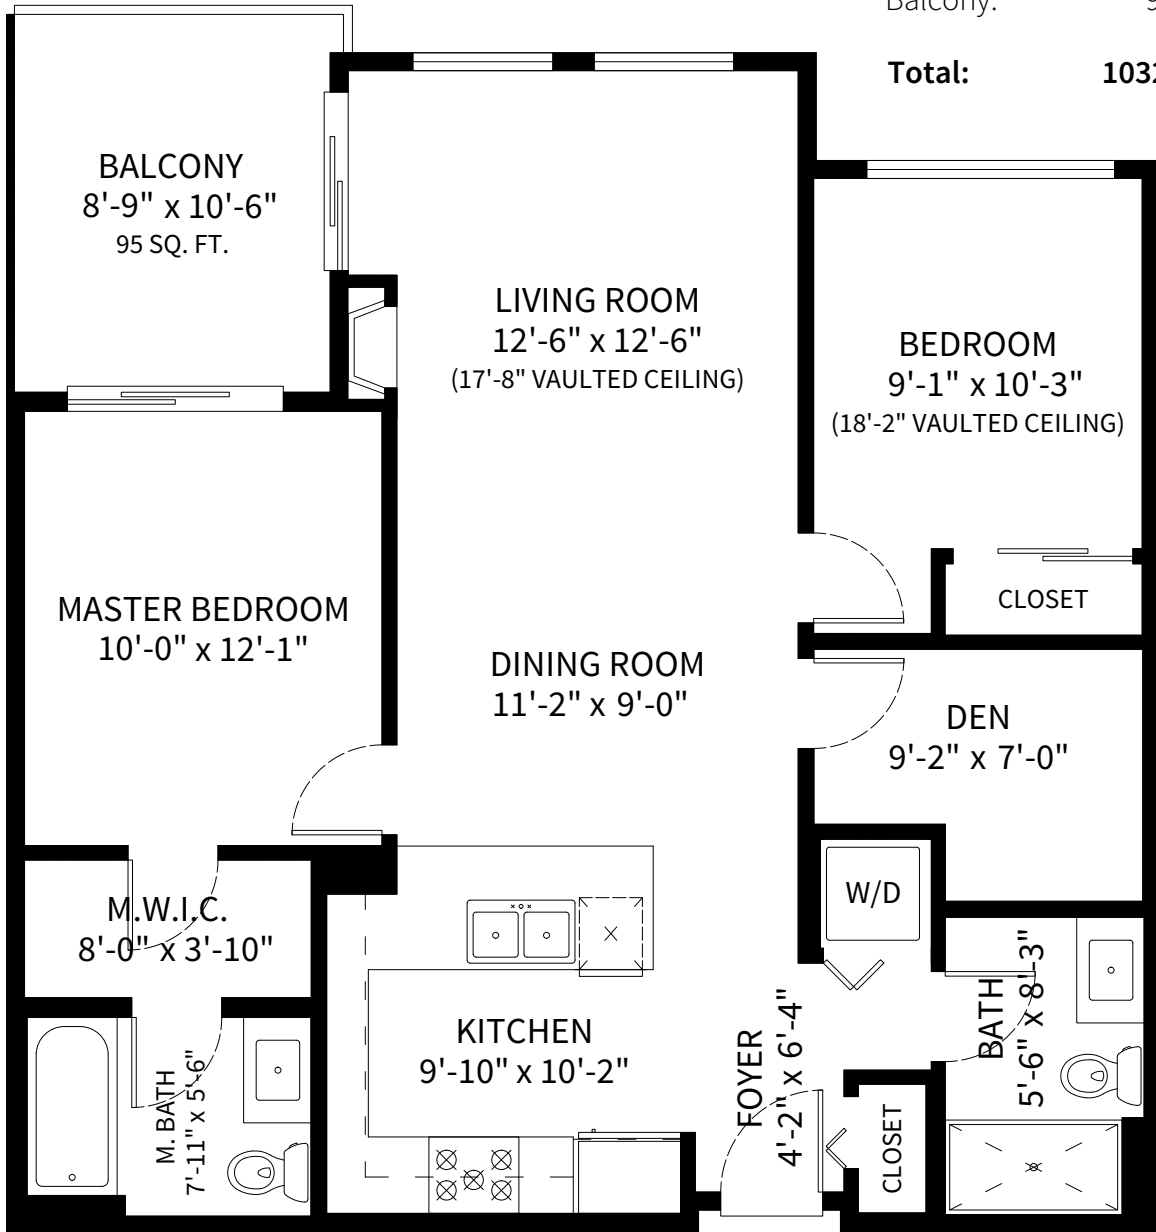 Balcony:
Total: 1032
BALCONY
8'-9" x 10'-6"
95 SQ. FT.
LIVING ROOM
12'-6" x 12'-6"
(17'-8" VAULTED CEILING)
BEDROOM
9'-1" x 10'-3"
(18'-2" VAULTED CEILING)
CLOSET
MASTER BEDROOM
10'-0" x 12'-1"
DINING ROOM
11'-2" x 9'-0"
DEN
9'-2" x 7'-0"
W/D
M.W.I.C.
8'-0" x 3'-10"
KITCHEN
9'-10" x 10'-2"
FOYER
4'-2" x 6'-4"
BATH
5'-6" x 8'-3"
M. BATH
7'-11" x 5'-6"
CLOSET